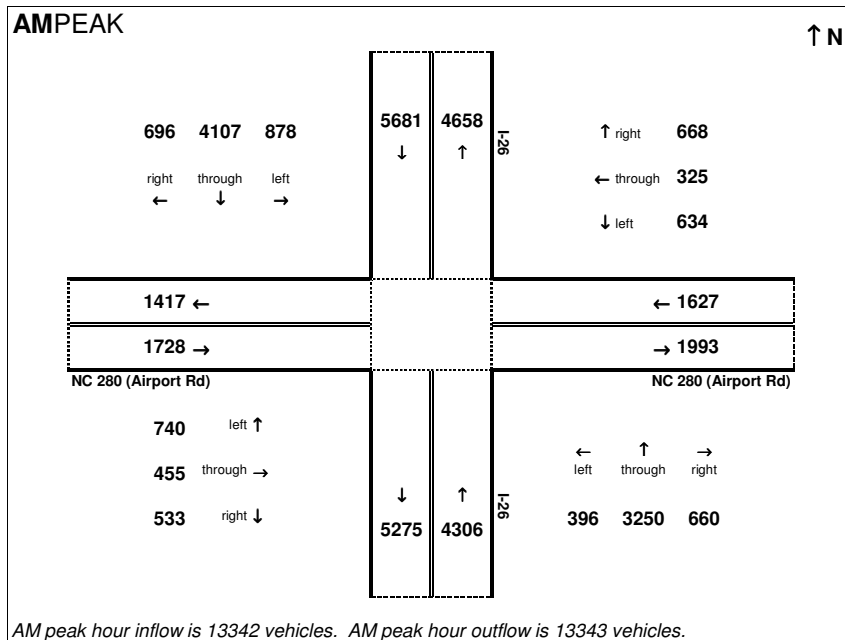 AMPEAK
↑ N
696 4107 878
right through left
← ↓ →
5681 4658
↓ ↑
I-26
↑ right 668
← through 325
↓ left 634
1417 ←
← 1627
1728 →
→ 1993
NC 280 (Airport Rd)
NC 280 (Airport Rd)
740 left ↑
455 through →
533 right ↓
↓ ↑
5275 4306
I-26
← ↑ →
left through right
396 3250 660
AM peak hour inflow is 13342 vehicles. AM peak hour outflow is 13343 vehicles.